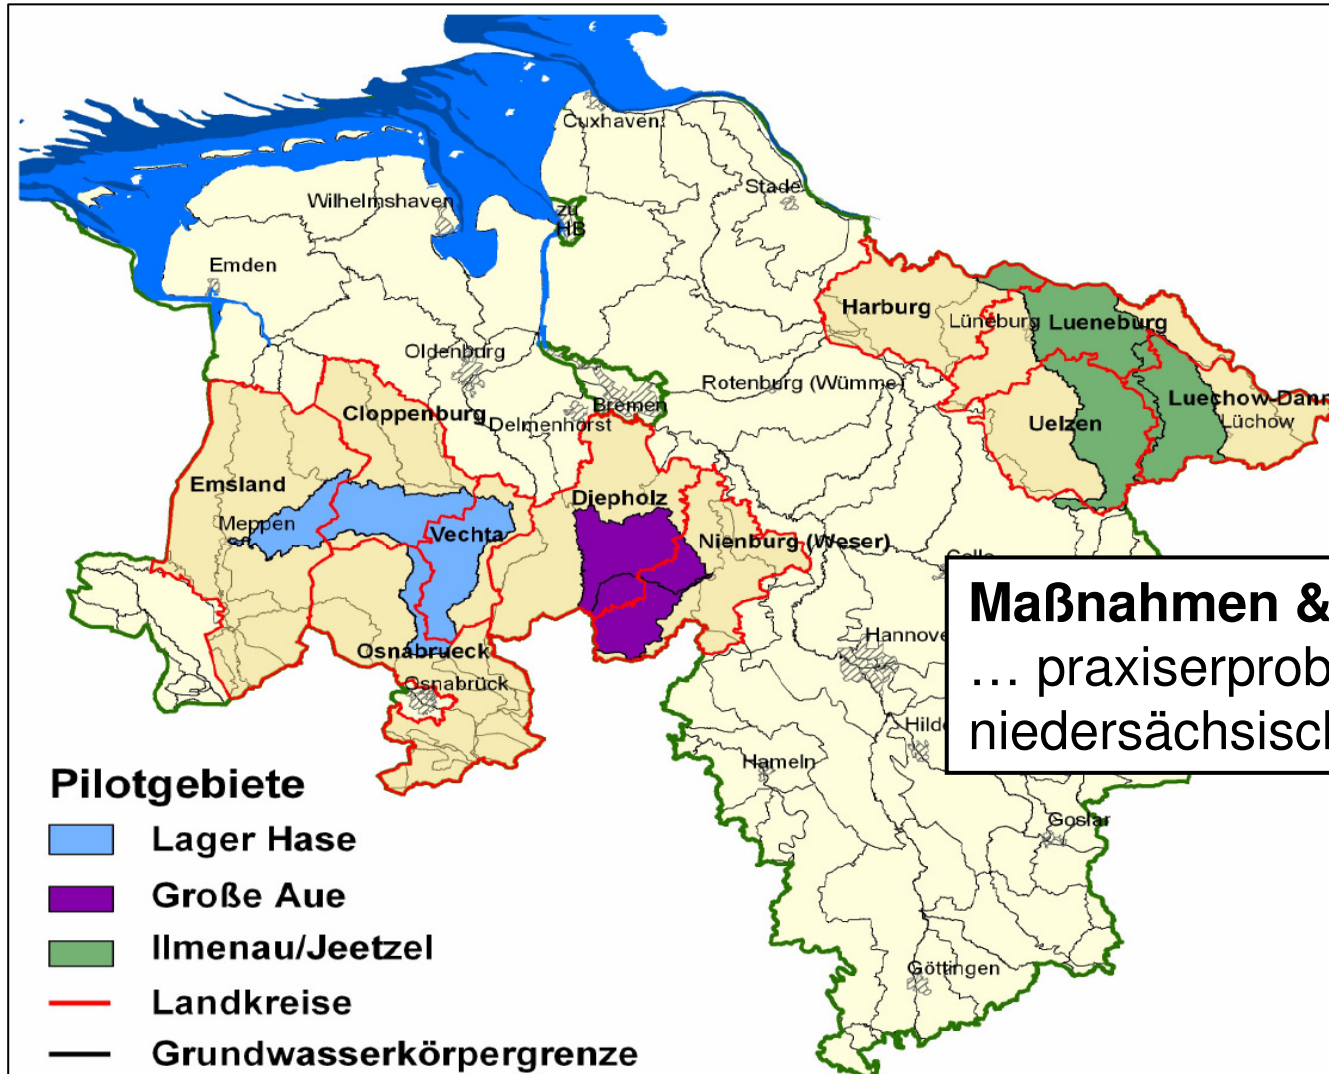 Cuxhaven
Stade
Wilhelmshaven
zu
HB
Emden
Harburg
Lüneburg
Lueneburg
Oldenburg
Rotenburg (Wümme)
Cloppenburg
Bremen
Delmenhorst
Luechow-Dann
Lüchow
Uelzen
Emsland
Diepholz
Meppen
Vechta
Nienburg (Weser)
Maßnahmen &
Hannove
… praxiserprob
Osnabrueck
Osnabrück
niedersächsisch
Hilde
Hameln
Goslar
Göttingen
Pilotgebiete
Lager Hase
Große Aue
Ilmenau/Jeetzel
Landkreise
Grundwasserkörpergrenze